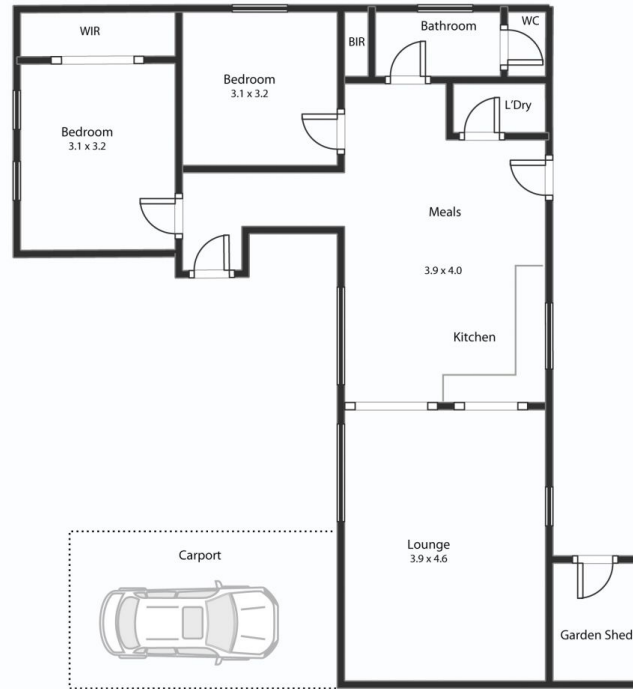 WIR
BIR
Bathroom
WC
Bedroom
3.1 x 3.2
L'Dry
Bedroom
3.1 x 3.2
Meals
3.9 x 4.0
Kitchen
Lounge
3.9 x 4.6
Carport
Garden Shed